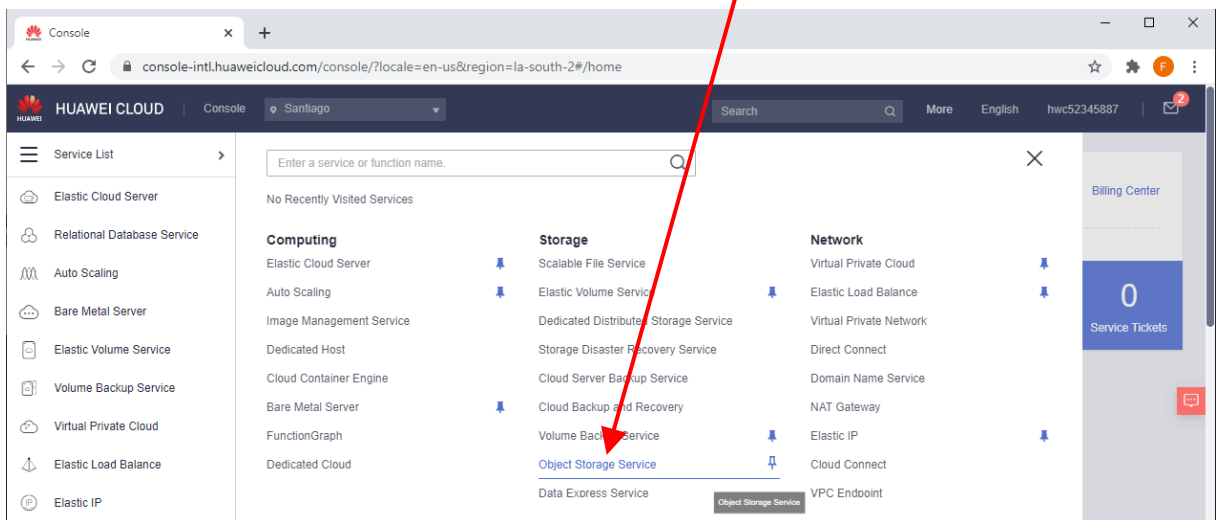 Console
console-intl.huaweicloud.com/console/?locale=en-us&region=la-south-2#/home
F
HUAWEI
HUAWEI CLOUD
Console
Santiago
Search
More
English
hwc52345887
2
Service List
Elastic Cloud Server
Relational Database Service
Auto Scaling
Bare Metal Server
Elastic Volume Service
Volume Backup Service
Virtual Private Cloud
Elastic Load Balance
IP
Elastic IP
Enter a service or function name.
No Recently Visited Services
Computing
Elastic Cloud Server
Auto Scaling
Image Management Service
Dedicated Host
Cloud Container Engine
Bare Metal Server
FunctionGraph
Dedicated Cloud
Storage
Scalable File Service
Elastic Volume Service
Dedicated Distributed Storage Service
Storage Disaster Recovery Service
Cloud Server Backup Service
Cloud Backup and Recovery
Volume Backup Service
Object Storage Service
Data Express Service
Object Storage Service
Network
Virtual Private Cloud
Elastic Load Balance
Virtual Private Network
Direct Connect
Domain Name Service
NAT Gateway
Elastic IP
Cloud Connect
VPC Endpoint
Billing Center
0
Service Tickets